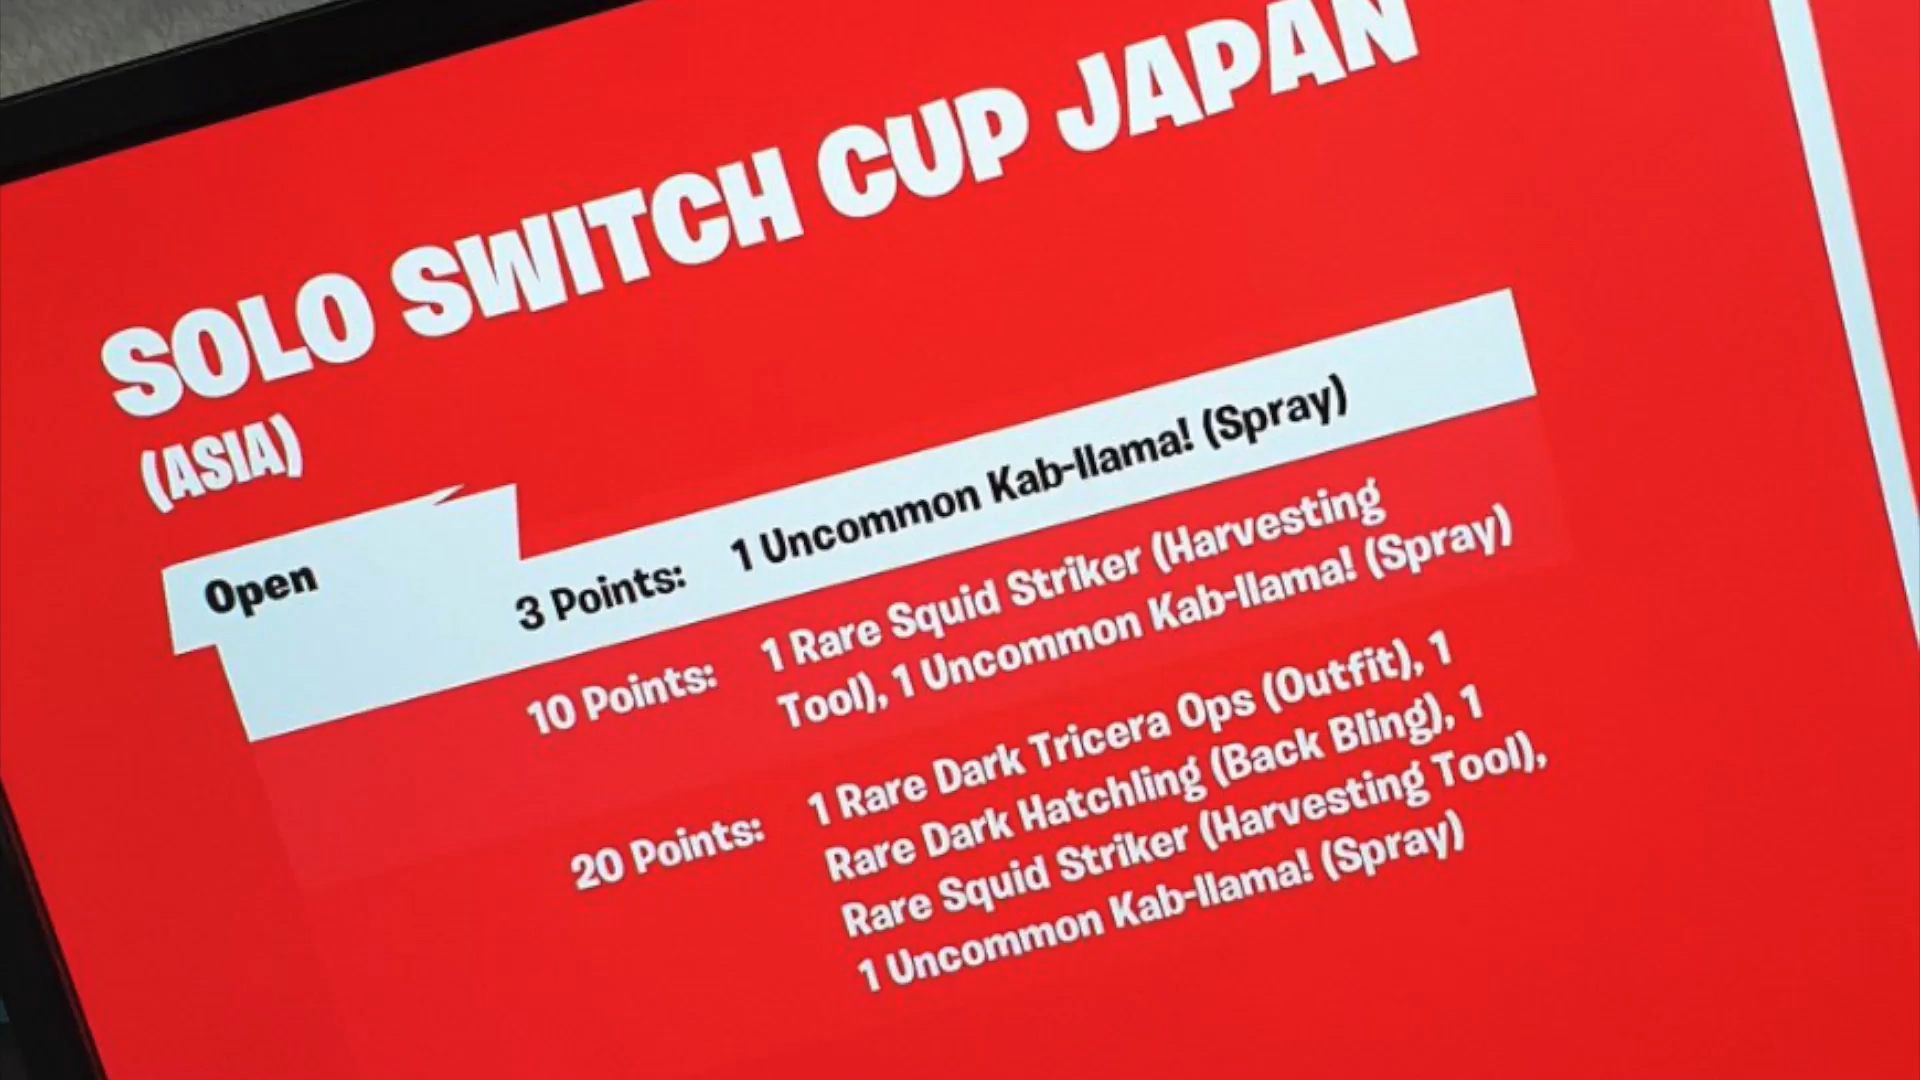 SOLO SWITCH CUP JAPAN
(ASIA)
Open
3 Points: 1 Uncommon Kab-llama! (Spray)
10 Points: 1 Rare Squid Striker (Harvesting
Tool), 1 Uncommon Kab-llama! (Spray)
20 Points: 1 Rare Dark Tricera Ops (Outfit), 1
Rare Dark Hatchling (Back Bling), 1
Rare Squid Striker (Harvesting Tool),
1 Uncommon Kab-llama! (Spray)